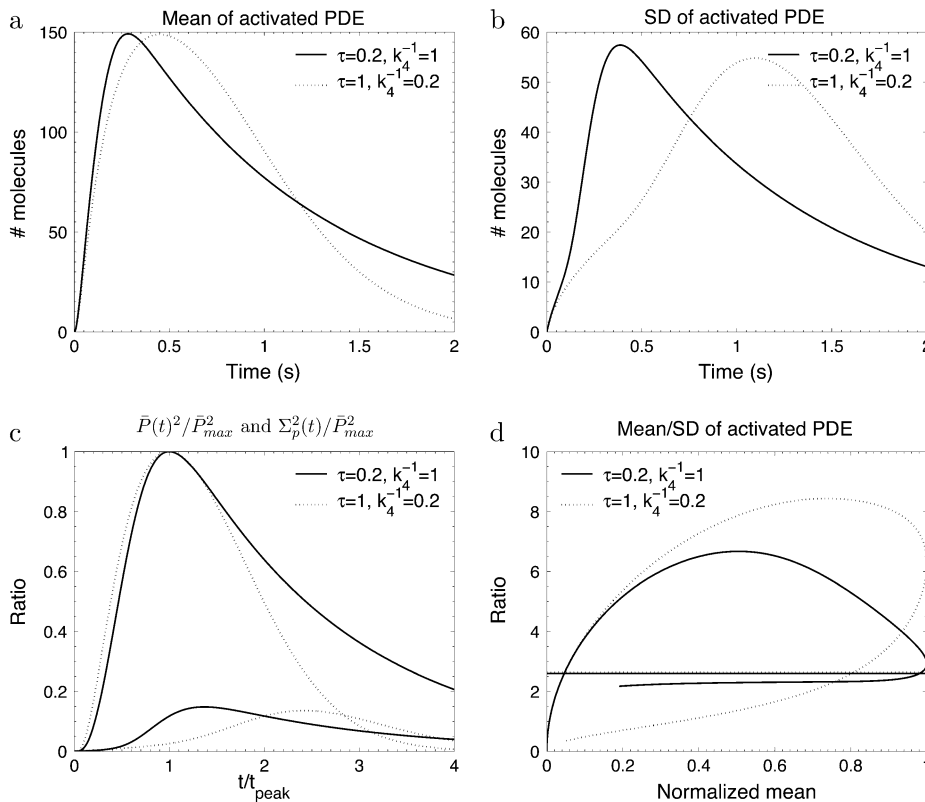 a
Mean of activated PDE
τ=0.2, k₄⁻¹=1
τ=1, k₄⁻¹=0.2
# molecules
150
100
50
0
0 0.5 1 1.5 2
Time (s)
b
SD of activated PDE
τ=0.2, k₄⁻¹=1
τ=1, k₄⁻¹=0.2
# molecules
60
50
40
30
20
10
0
0 0.5 1 1.5 2
Time (s)
c
P̄(t)²/P̄²max and Σ²p(t)/P̄²max
τ=0.2, k₄⁻¹=1
τ=1, k₄⁻¹=0.2
Ratio
1
0.8
0.6
0.4
0.2
0
0 1 2 3 4
t/tpeak
d
Mean/SD of activated PDE
τ=0.2, k₄⁻¹=1
τ=1, k₄⁻¹=0.2
Ratio
10
8
6
4
2
0
0 0.2 0.4 0.6 0.8 1
Normalized mean